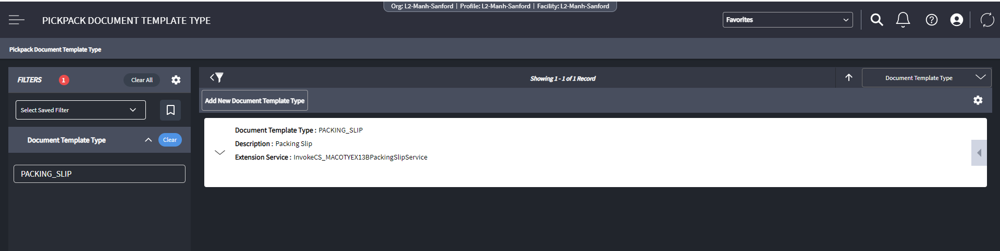 Org: L2-Manh-Sanford | Profile: L2-Manh-Sanford | Facility: L2-Manh-Sanford
PICKPACK DOCUMENT TEMPLATE TYPE
Favorites
Pickpack Document Template Type
FILTERS
1
Clear All
Showing 1 - 1 of 1 Record
Document Template Type
Select Saved Filter
Add New Document Template Type
Document Template Type
Clear
PACKING_SLIP
Document Template Type : PACKING_SLIP
Description : Packing Slip
Extension Service : InvokeCS_MACOTYEX13BPackingSlipService